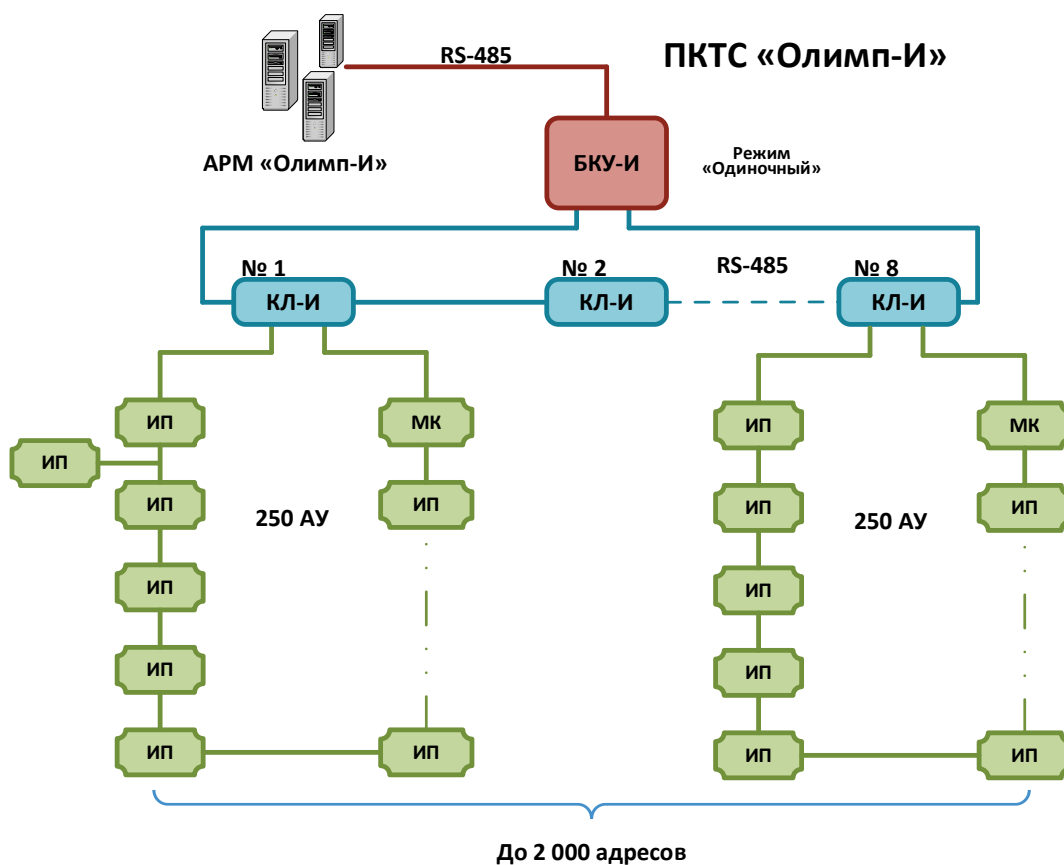 RS-485
ПКТС «Олимп-И»
АРМ «Олимп-И»
БКУ-И
Режим
«Одиночный»
№ 1
№ 2
RS-485
№ 8
КЛ-И
КЛ-И
КЛ-И
ИП
МК
ИП
МК
ИП
ИП
ИП
ИП
ИП
250 АУ
250 АУ
ИП
ИП
ИП
ИП
ИП
ИП
ИП
ИП
До 2 000 адресов